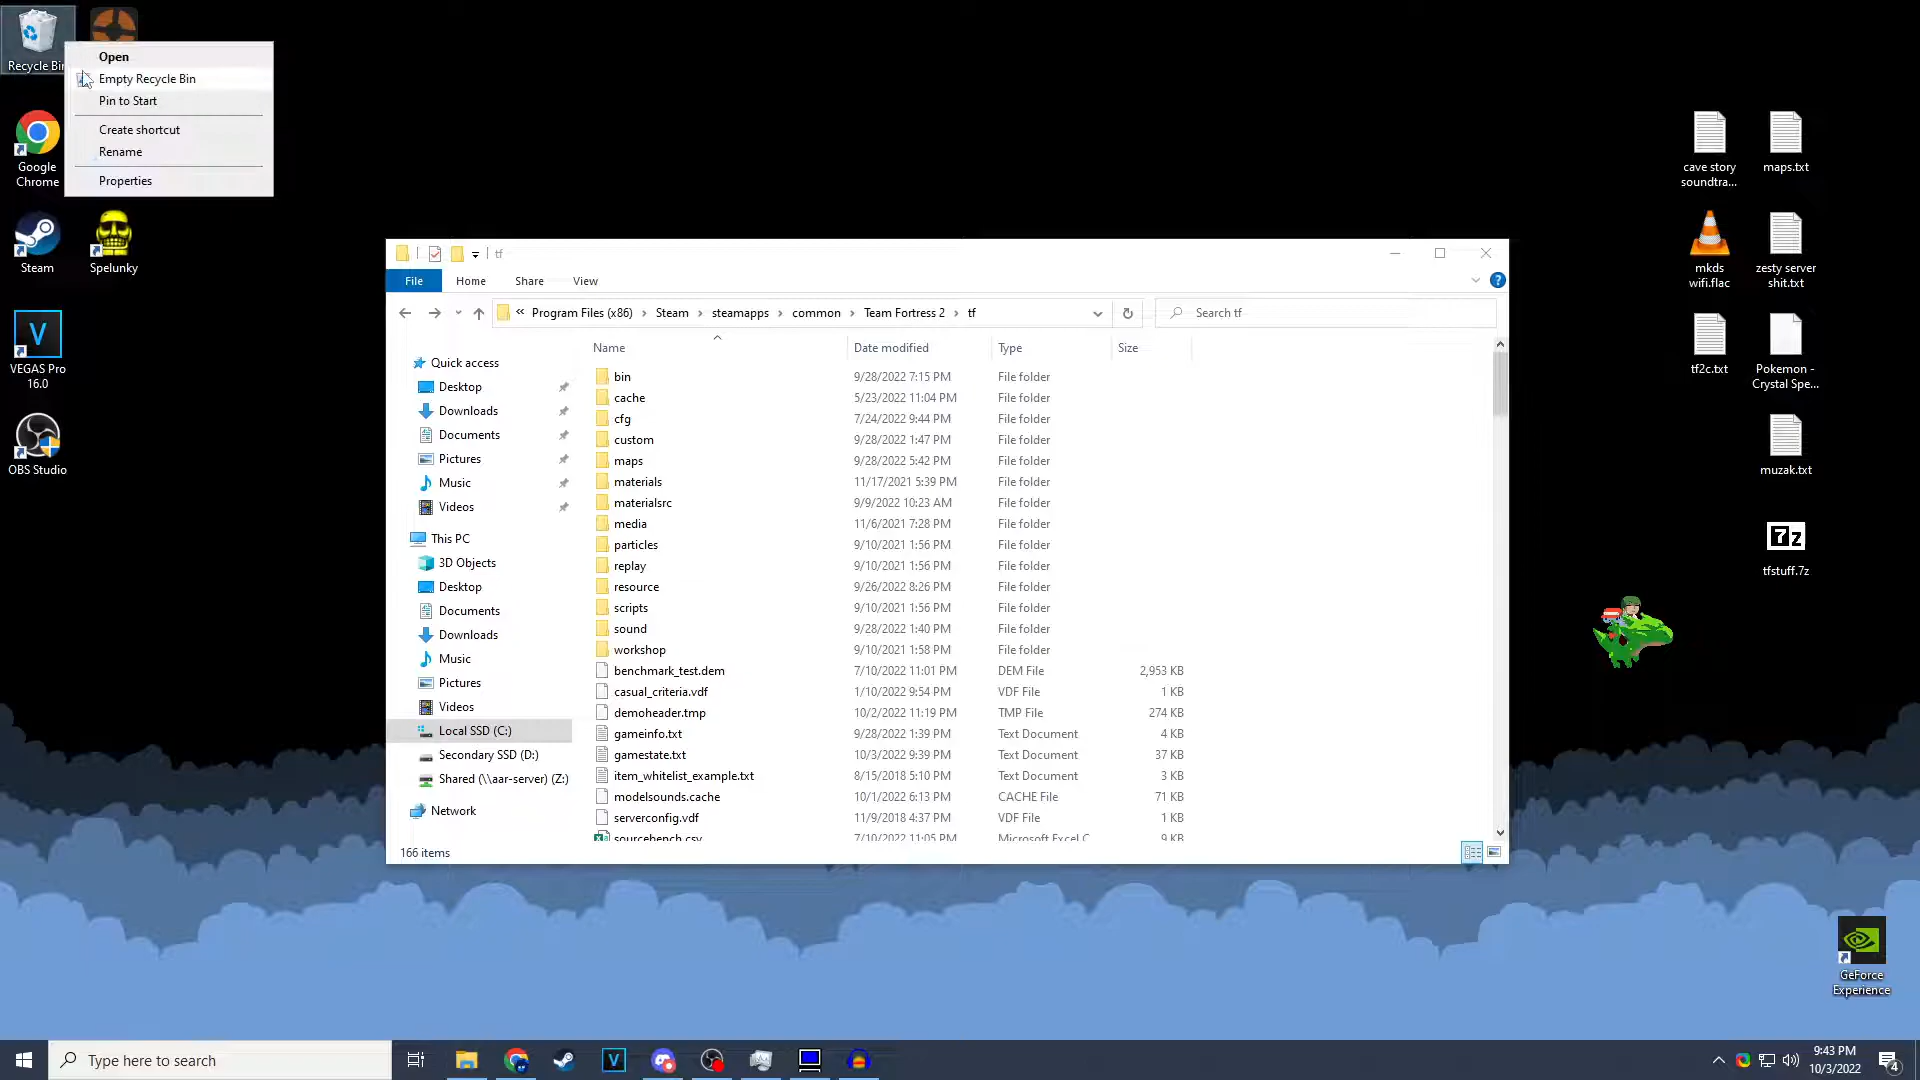 Recycle Bin
Open
Empty Recycle Bin
Pin to Start
Create shortcut
Rename
Properties
Google
Chrome
Steam
Spelunky
VEGAS Pro
16.0
OBS Studio
cave story
soundtra...
maps.txt
mkds
wifi.flac
zesty server
shit.txt
tf2c.txt
Pokemon -
Crystal Spe...
muzak.txt
7z
tfstuff.7z
GeForce
Experience
tf
File Home Share View
« Program Files (x86) › Steam › steamapps › common › Team Fortress 2 › tf
Search tf
Quick access
Desktop
Downloads
Documents
Pictures
Music
Videos
This PC
3D Objects
Desktop
Documents
Downloads
Music
Pictures
Videos
Local SSD (C:)
Secondary SSD (D:)
Shared (\\aar-server) (Z:)
Network
Name Date modified Type Size
bin 9/28/2022 7:15 PM File folder
cache 5/23/2022 11:04 PM File folder
cfg 7/24/2022 9:44 PM File folder
custom 9/28/2022 1:47 PM File folder
maps 9/28/2022 5:42 PM File folder
materials 11/17/2021 5:39 PM File folder
materialsrc 9/9/2022 10:23 AM File folder
media 11/6/2021 7:28 PM File folder
particles 9/10/2021 1:56 PM File folder
replay 9/10/2021 1:56 PM File folder
resource 9/26/2022 8:26 PM File folder
scripts 9/10/2021 1:56 PM File folder
sound 9/28/2022 1:40 PM File folder
workshop 9/10/2021 1:58 PM File folder
benchmark_test.dem 7/10/2022 11:01 PM DEM File 2,953 KB
casual_criteria.vdf 1/10/2022 9:54 PM VDF File 1 KB
demoheader.tmp 10/2/2022 11:19 PM TMP File 274 KB
gameinfo.txt 9/28/2022 1:39 PM Text Document 4 KB
gamestate.txt 10/3/2022 9:39 PM Text Document 37 KB
item_whitelist_example.txt 8/15/2018 5:10 PM Text Document 3 KB
modelsounds.cache 10/1/2022 6:13 PM CACHE File 71 KB
serverconfig.vdf 11/9/2018 4:37 PM VDF File 1 KB
sourcebench.csv 7/10/2022 11:05 PM Microsoft Excel C... 9 KB
166 items
Type here to search
9:43 PM
10/3/2022
4